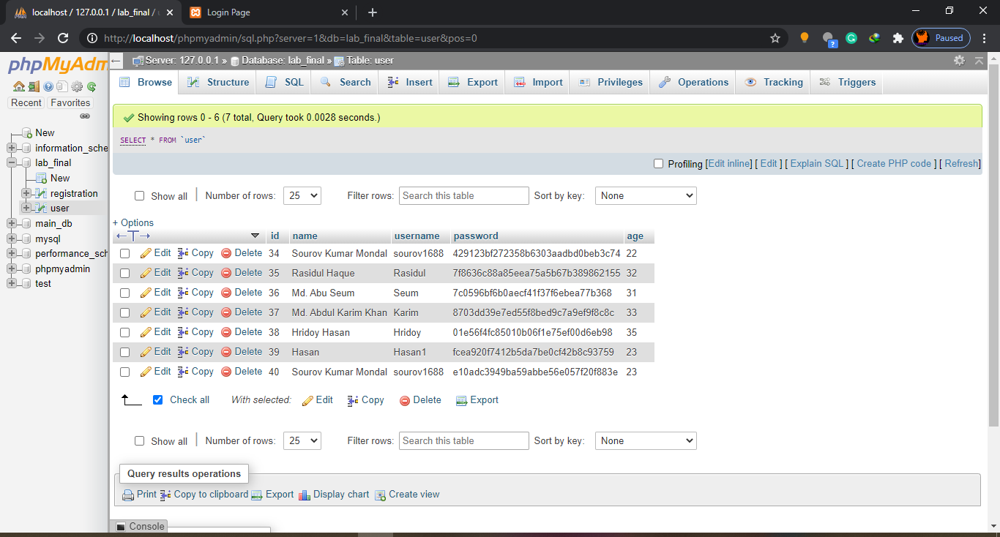 localhost / 127.0.0.1 / lab_final / u
Login Page
http://localhost/phpmyadmin/sql.php?server=1&db=lab_final&table=user&pos=0
?
Paused
phpMyAdm
Recent Favorites
New
information_sche
lab_final
New
registration
user
main_db
mysql
performance_sch
phpmyadmin
test
Server: 127.0.0.1 » Database: lab_final » Table: user
Browse Structure SQL Search Insert Export Import Privileges Operations Tracking Triggers
Showing rows 0 - 6 (7 total, Query took 0.0028 seconds.)
SELECT * FROM `user`
Profiling [Edit inline] [ Edit ] [ Explain SQL ] [ Create PHP code ] [ Refresh]
Show all Number of rows: 25 Filter rows: Search this table Sort by key: None
+ Options
←T→ id name username password age
Edit Copy Delete 34 Sourov Kumar Mondal sourov1688 429123bf272358b6303aadbd0beb3c74 22
Edit Copy Delete 35 Rasidul Haque Rasidul 7f8636c88a85eea75a5b67b389862155 32
Edit Copy Delete 36 Md. Abu Seum Seum 7c0596bf6b0aecf41f37f6ebea77b368 31
Edit Copy Delete 37 Md. Abdul Karim Khan Karim 8703dd39e7ed55f8bed9c7a9ef9f8c8c 33
Edit Copy Delete 38 Hridoy Hasan Hridoy 01e56f4fc85010b06f1e75ef00d6eb98 35
Edit Copy Delete 39 Hasan Hasan1 fcea920f7412b5da7be0cf42b8c93759 23
Edit Copy Delete 40 Sourov Kumar Mondal sourov1688 e10adc3949ba59abbe56e057f20f883e 23
Check all With selected: Edit Copy Delete Export
Show all Number of rows: 25 Filter rows: Search this table Sort by key: None
Query results operations
Print Copy to clipboard Export Display chart Create view
Console